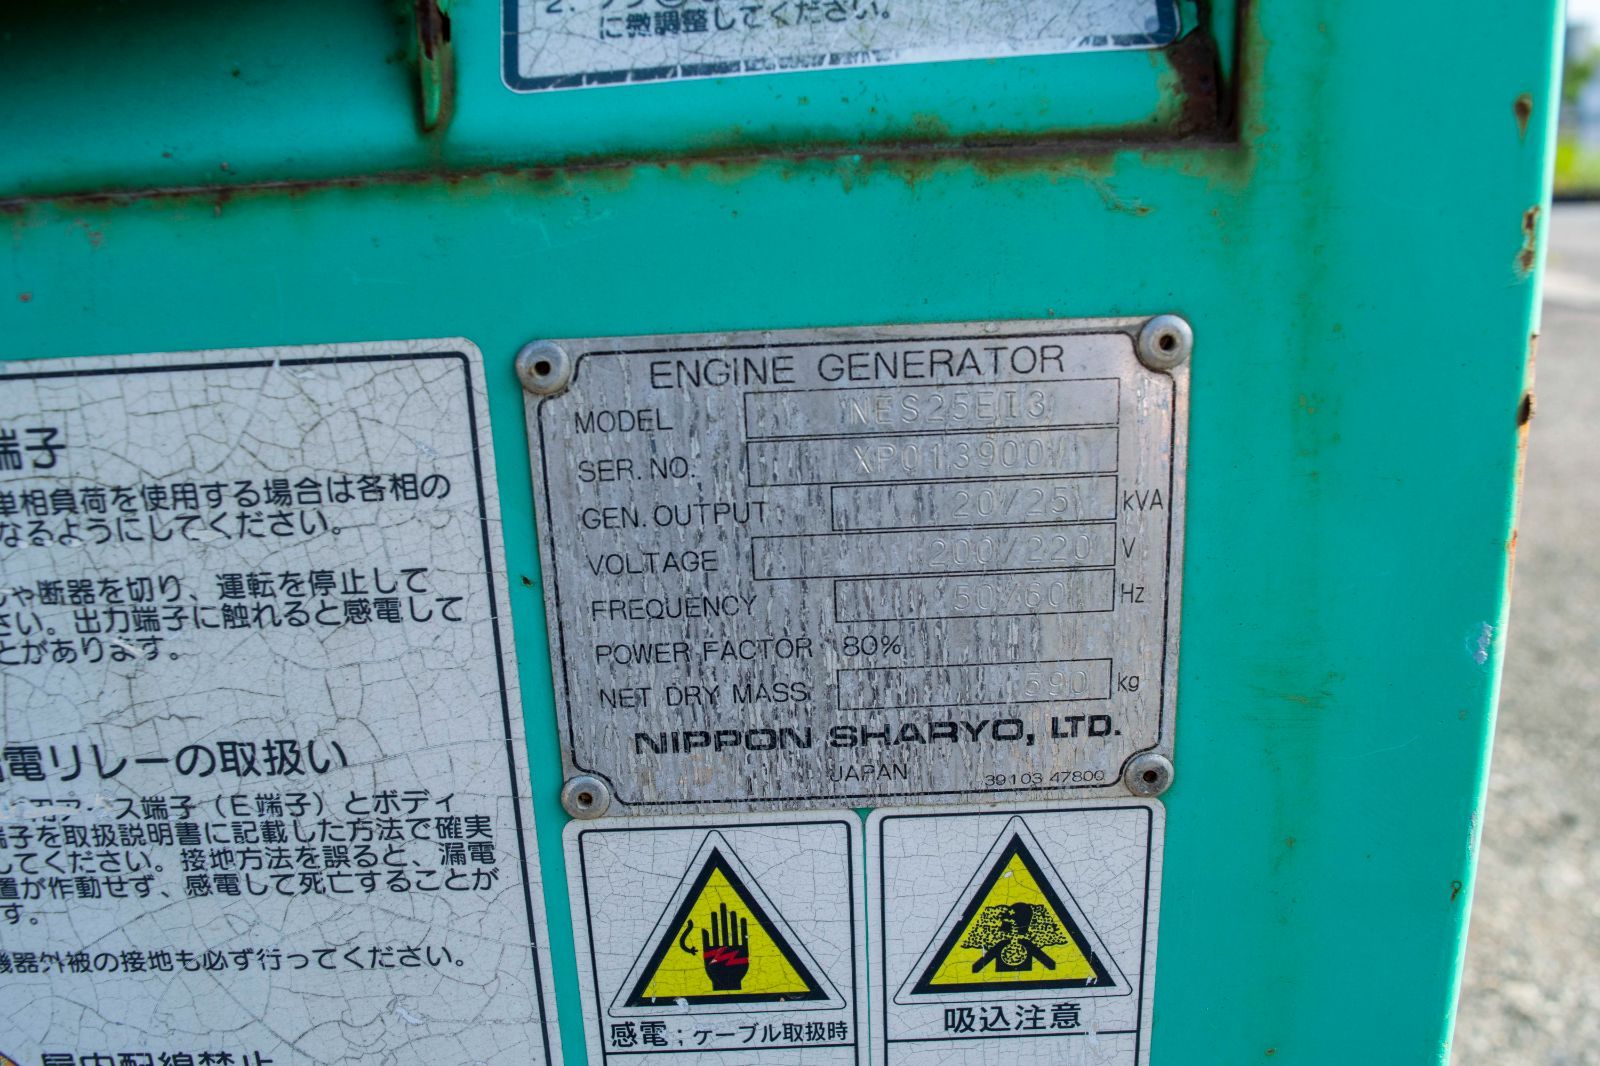 に微調整してください。
ENGINE GENERATOR
MODEL NES25EI3
SER. NO.
GEN. OUTPUT 20/25 kVA
VOLTAGE 200/220 V
FREQUENCY 50/60 Hz
POWER FACTOR 80%
NET DRY MASS 590 kg
NIPPON SHARYO, LTD.
JAPAN 39103 47800
端子
単相負荷を使用する場合は各相の
なるようにしてください。
しゃ断器を切り、運転を停止して
さい。出力端子に触れると感電して
とがあります。
電リレーの取扱い
ス端子（E端子）とボディ
端子を取扱説明書に記載した方法で確実
してください。接地方法を誤ると、漏電
置が作動せず、感電して死亡することが
す。
機器外被の接地も必ず行ってください。
感電；ケーブル取扱時
吸込注意